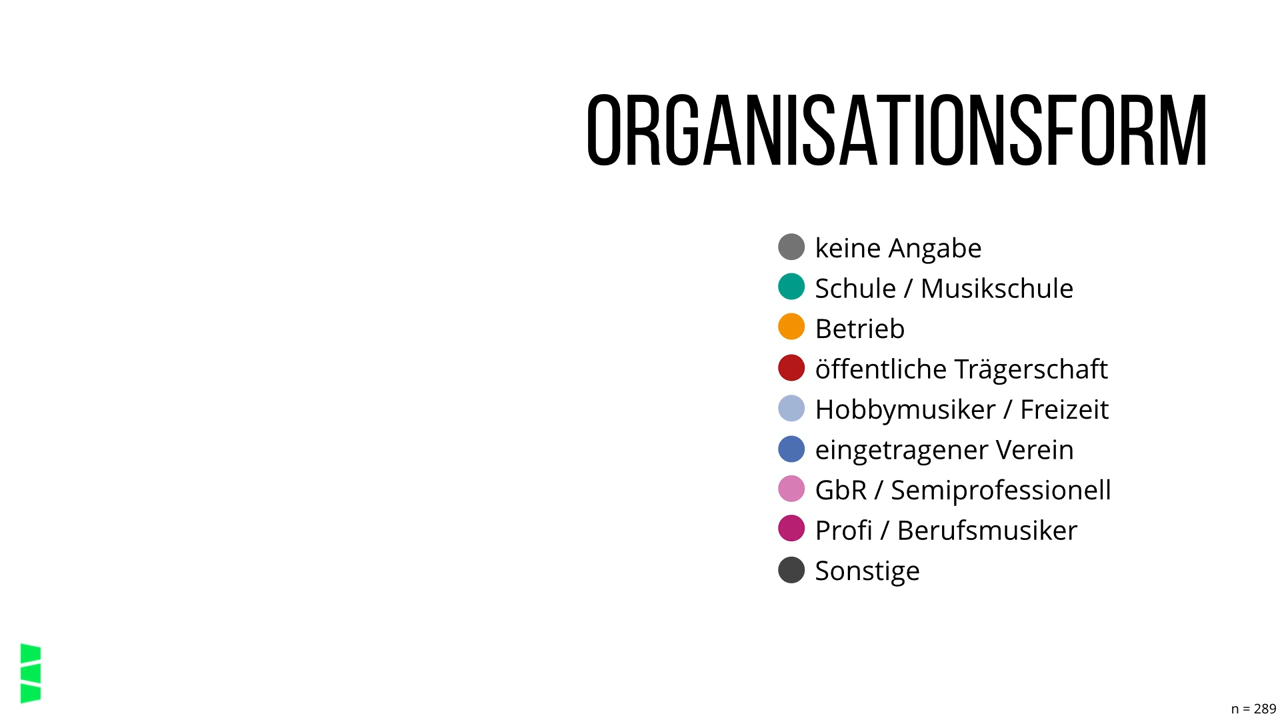 ORGANISATIONSFORM
keine Angabe
Schule / Musikschule
Betrieb
öffentliche Trägerschaft
Hobbymusiker / Freizeit
eingetragener Verein
GbR / Semiprofessionell
Profi / Berufsmusiker
Sonstige
n = 289